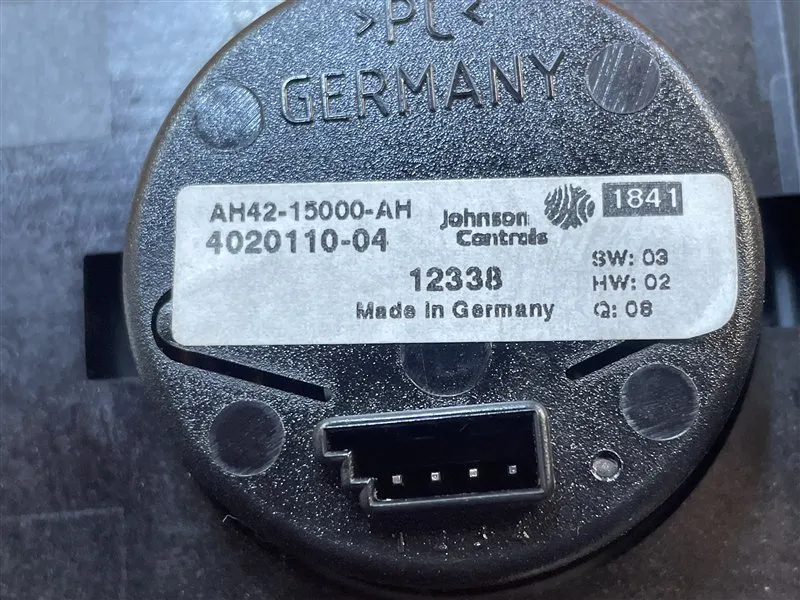 >PC<
GERMANY
AH42-15000-AH
4020110-04
Johnson
Controls
1841
12338
Made in Germany
SW: 03
HW: 02
Q: 08